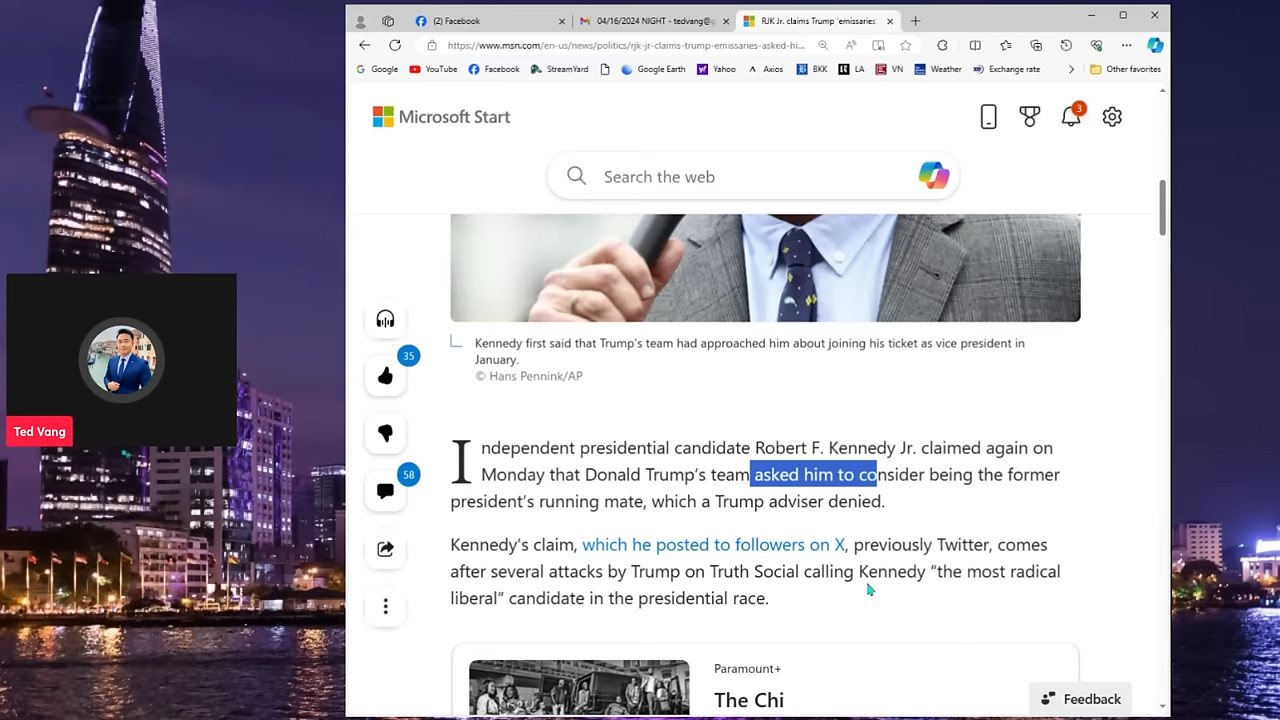 (2) Facebook
04/16/2024 NIGHT - tedvang@
RJK Jr. claims Trump 'emissaries'
https://www.msn.com/en-us/news/politics/rjk-jr-claims-trump-emissaries-asked-hi...
Google YouTube Facebook StreamYard Google Earth Yahoo Axios BKK LA VN Weather Exchange rate Other favorites
Microsoft Start
3
Search the web
Kennedy first said that Trump's team had approached him about joining his ticket as vice president in
January.
© Hans Pennink/AP
35
58
Independent presidential candidate Robert F. Kennedy Jr. claimed again on
Monday that Donald Trump's team asked him to consider being the former
president's running mate, which a Trump adviser denied.
Kennedy's claim, which he posted to followers on X, previously Twitter, comes
after several attacks by Trump on Truth Social calling Kennedy "the most radical
liberal" candidate in the presidential race.
Paramount+
The Chi
Feedback
Ted Vang